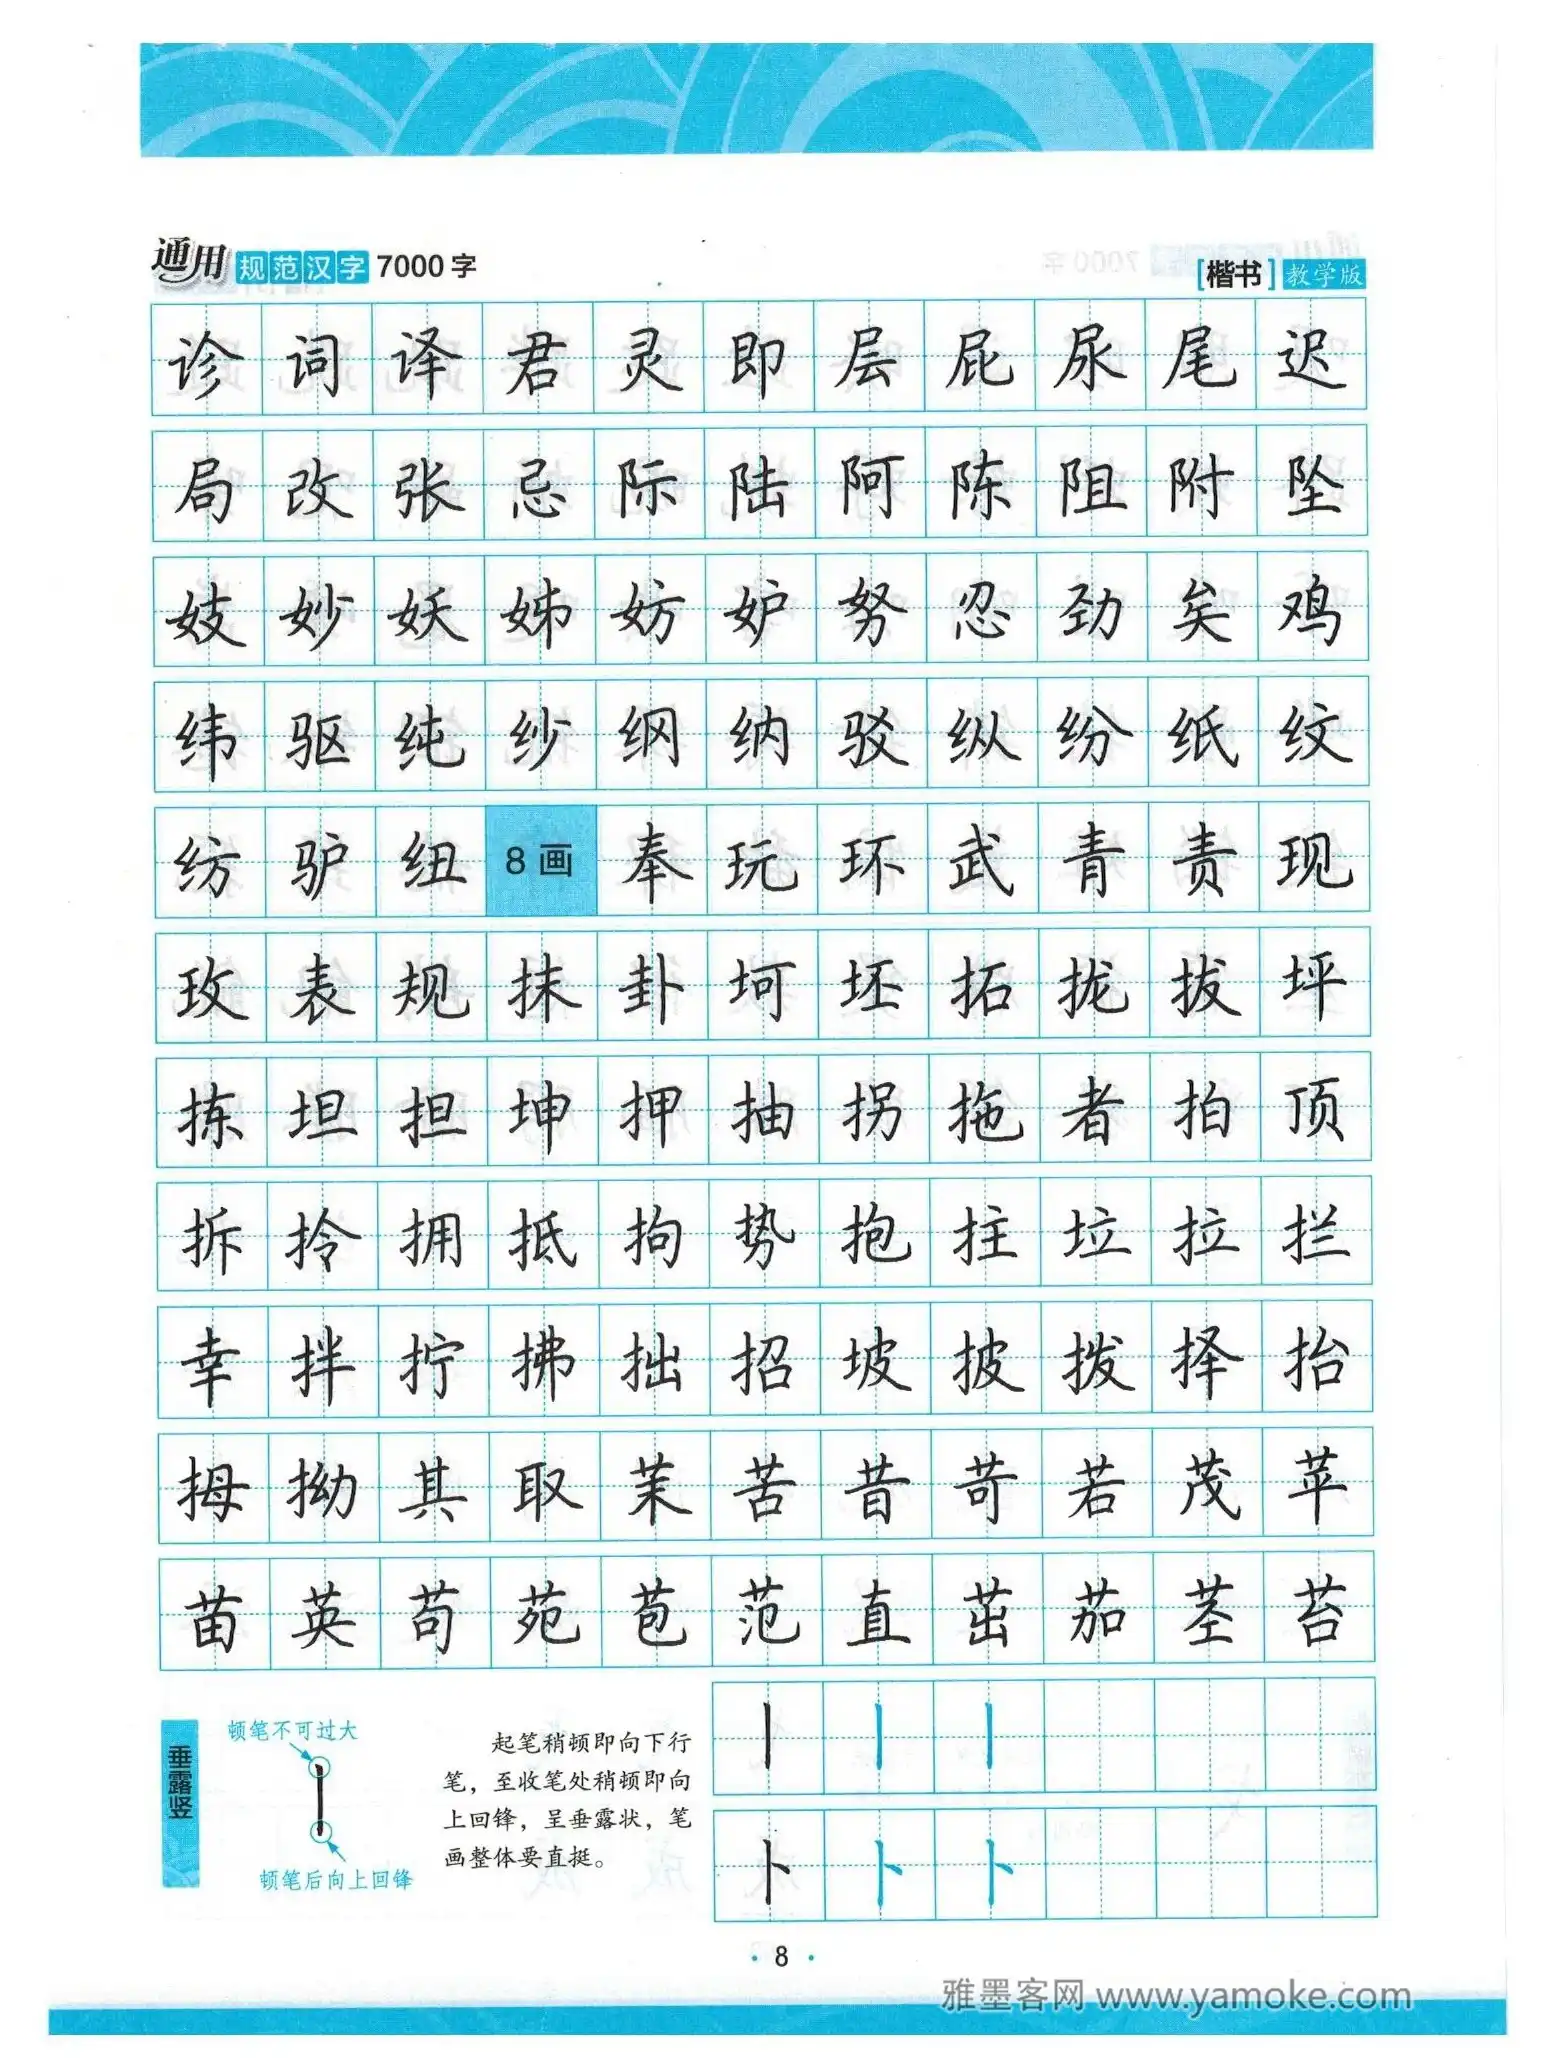 通用规范汉字7000字
[楷书]教学版
诊词译君灵即层屁尿尾迟
局改张忌际陆阿陈阻附坠
妓妙妖姊妨妒努忍劲矣鸡
纬驱纯纱纲纳驳纵纷纸纹
纺驴纽8画奉玩环武青责现
玫表规抹卦坷坯拓拢拔坪
拣坦担坤押抽拐拖者拍顶
拆拎拥抵拘势抱拄垃拉拦
幸拌拧拂拙招坡披拨择抬
拇拗其取茉苦昔苛若茂苹
苗英苟苑苞范直茁茄茎苔
垂露竖
顿笔不可过大
顿笔后向上回锋
起笔稍顿即向下行
笔，至收笔处稍顿即向
上回锋，呈垂露状，笔
画整体要直挺。
丨丨丨
卜卜卜
·8·
雅墨客网 www.yamoke.com